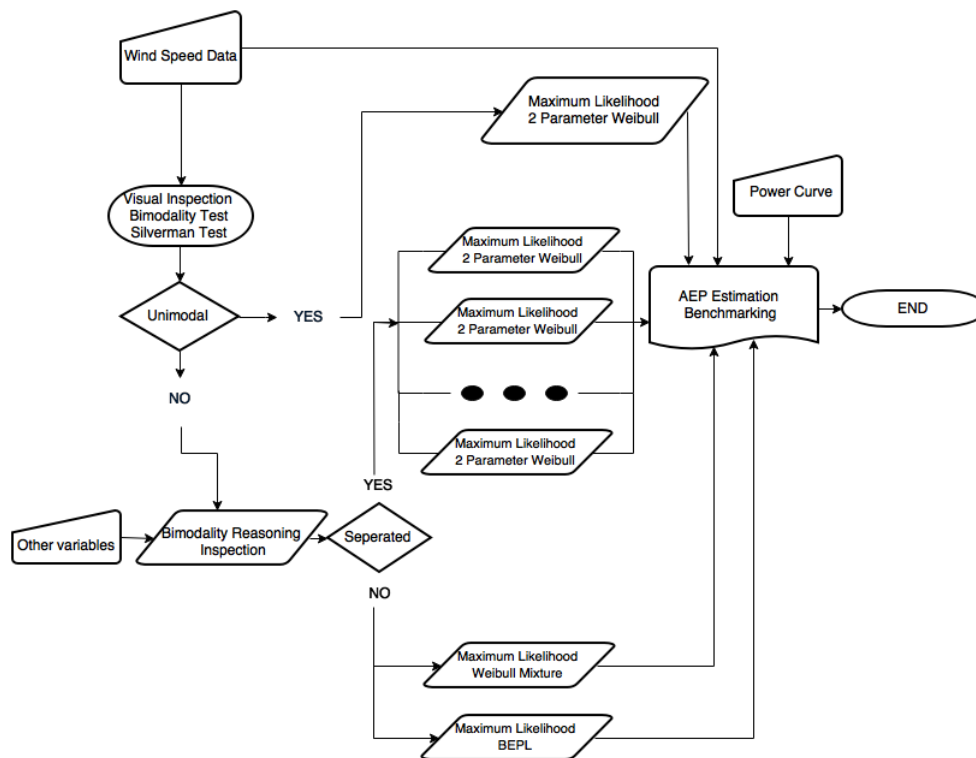 Wind Speed Data
Maximum Likelihood
2 Parameter Weibull
Power Curve
Visual Inspection
Bimodality Test
Silverman Test
Maximum Likelihood
2 Parameter Weibull
AEP Estimation
Benchmarking
END
Unimodal
YES
Maximum Likelihood
2 Parameter Weibull
NO
Maximum Likelihood
2 Parameter Weibull
YES
Other variables
Bimodality Reasoning
Inspection
Seperated
NO
Maximum Likelihood
Weibull Mixture
Maximum Likelihood
BEPL